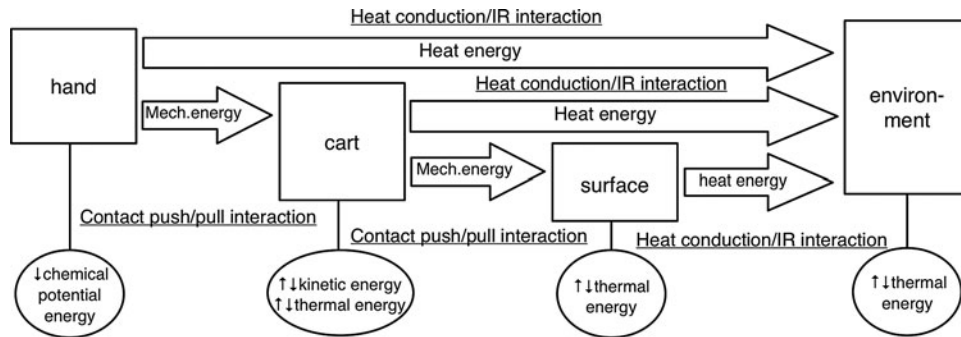 Heat conduction/IR interaction
Heat energy
hand
Heat conduction/IR interaction
environ-
ment
Mech.energy
Heat energy
cart
Mech.energy
surface
heat energy
Contact push/pull interaction
Contact push/pull interaction
Heat conduction/IR interaction
↓chemical
potential
energy
↑↓kinetic energy
↑↓thermal energy
↑↓thermal
energy
↑↓thermal
energy